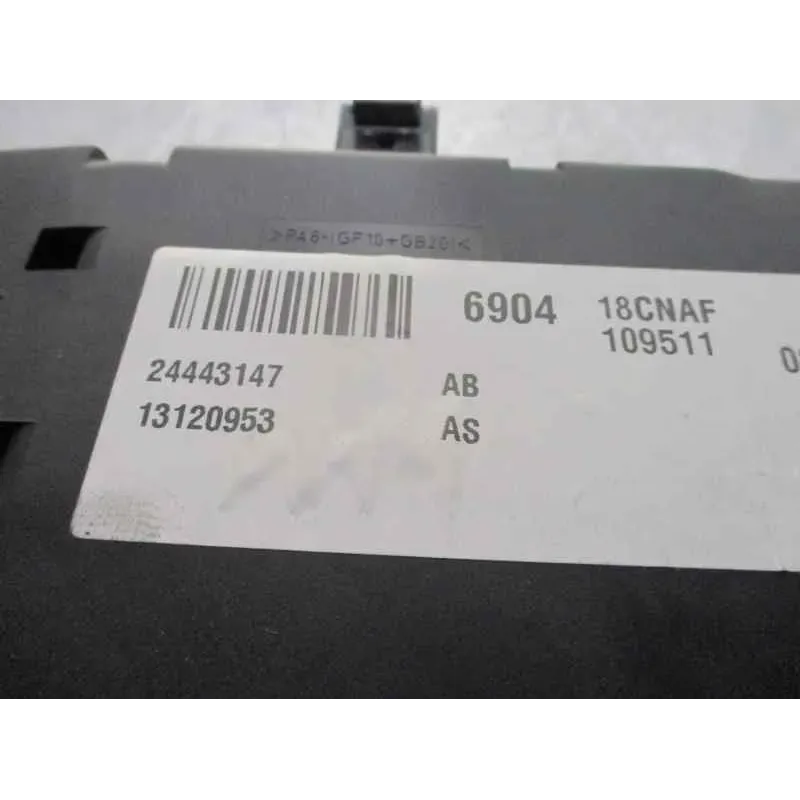 >PA6-(GF10+GB20)<
6904 18CNAF
109511
24443147 AB
13120953 AS